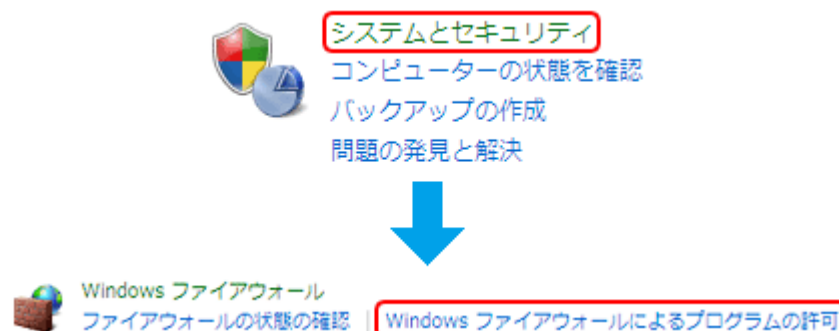 システムとセキュリティ
コンピューターの状態を確認
バックアップの作成
問題の発見と解決
Windows ファイアウォール
ファイアウォールの状態の確認 | Windows ファイアウォールによるプログラムの許可